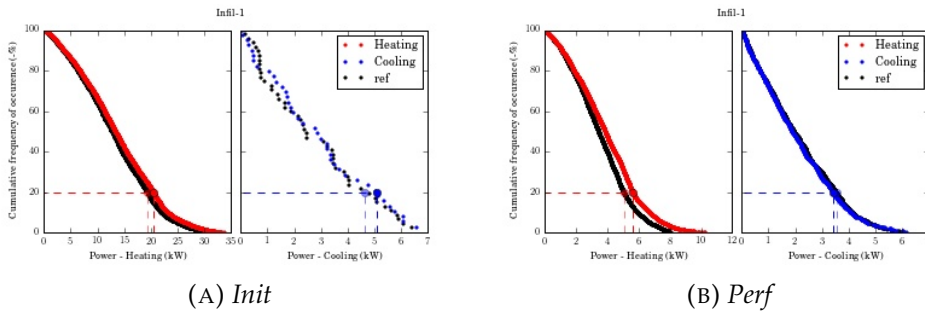 Infil-1
Cumulative frequency of occurence (-%)
100
80
60
40
20
0
0 5 10 15 20 25 30 35
Power - Heating (kW)
Heating
Cooling
ref
0 1 2 3 4 5 6 7
Power - Cooling (kW)
(A) Init
Infil-1
Cumulative frequency of occurence (-%)
100
80
60
40
20
0
0 2 4 6 8 10 12
Power - Heating (kW)
Heating
Cooling
ref
0 1 2 3 4 5 6 7
Power - Cooling (kW)
(B) Perf